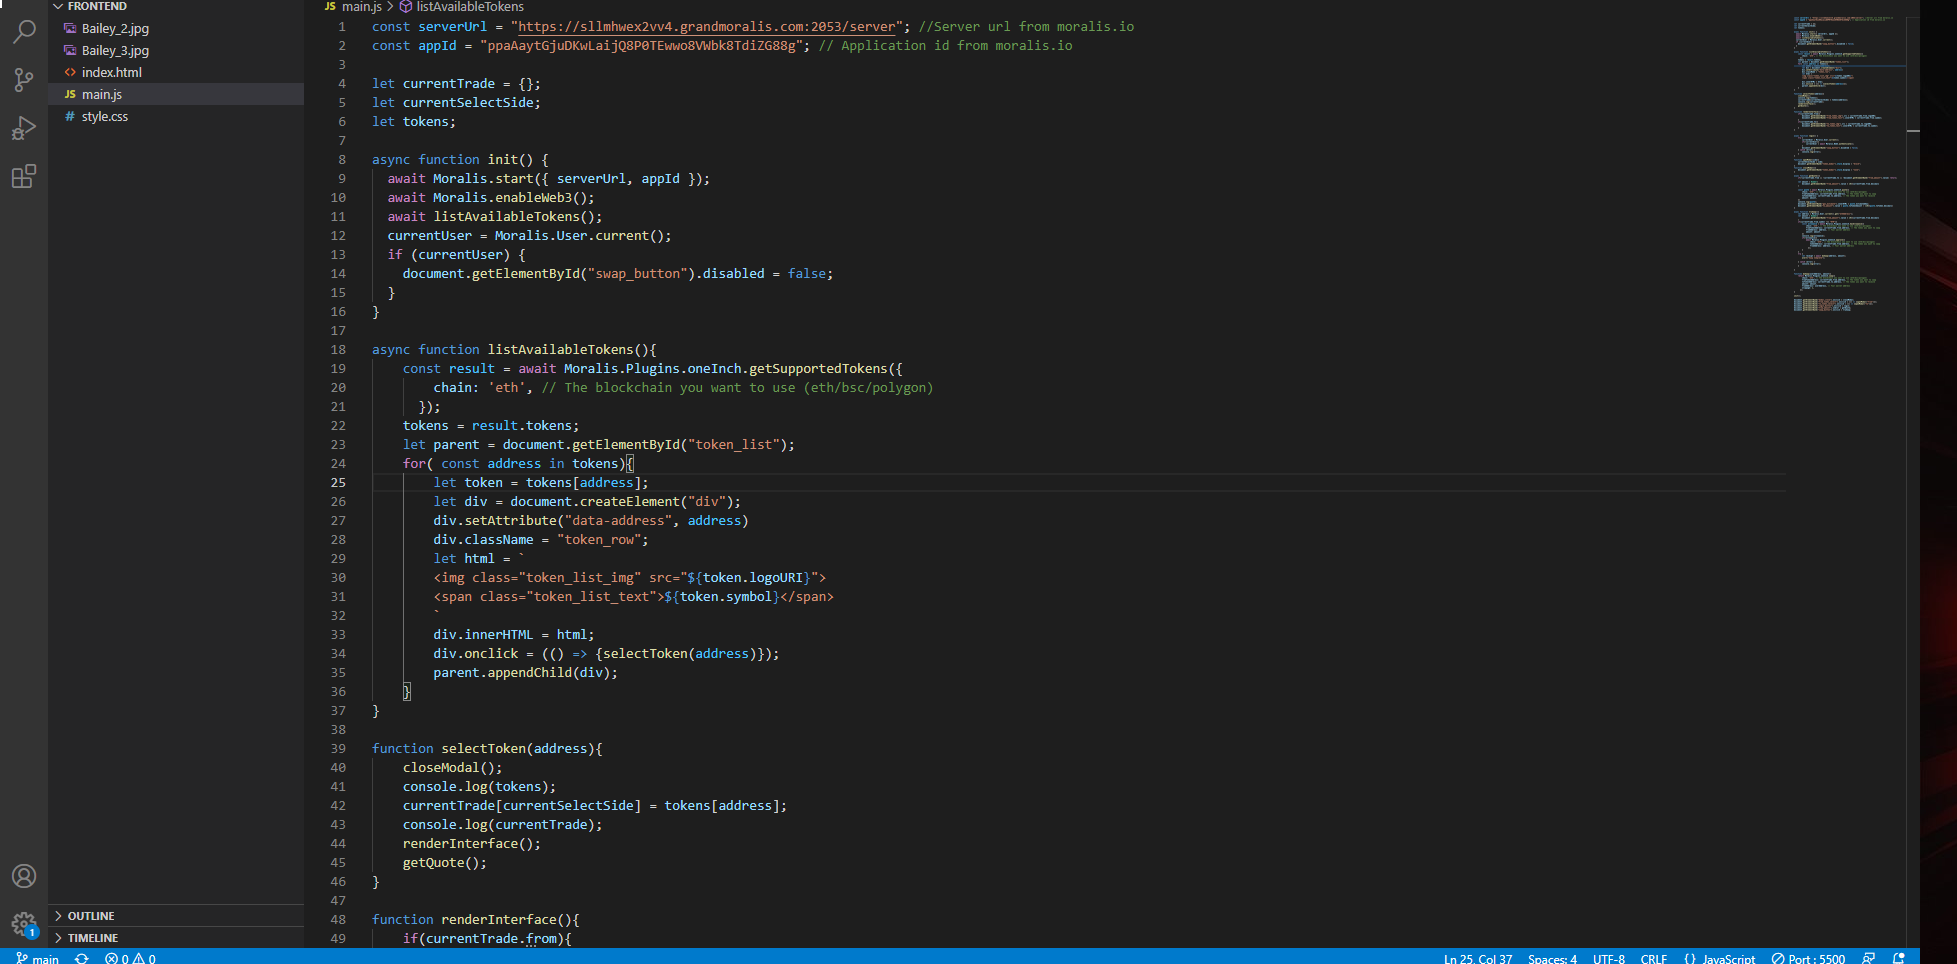 FRONTEND
Bailey_2.jpg
Bailey_3.jpg
<> index.html
JS main.js
# style.css
OUTLINE
TIMELINE
JS main.js > listAvailableTokens
1 const serverUrl = "https://sllmhwex2vv4.grandmoralis.com:2053/server"; //Server url from moralis.io
2 const appId = "ppaAaytGjuDKwLaijQ8P0TEwwo8VWbk8TdiZG88g"; // Application id from moralis.io
3
4 let currentTrade = {};
5 let currentSelectSide;
6 let tokens;
7
8 async function init() {
9 await Moralis.start({ serverUrl, appId });
10 await Moralis.enableWeb3();
11 await listAvailableTokens();
12 currentUser = Moralis.User.current();
13 if (currentUser) {
14 document.getElementById("swap_button").disabled = false;
15 }
16 }
17
18 async function listAvailableTokens(){
19 const result = await Moralis.Plugins.oneInch.getSupportedTokens({
20 chain: 'eth', // The blockchain you want to use (eth/bsc/polygon)
21 });
22 tokens = result.tokens;
23 let parent = document.getElementById("token_list");
24 for( const address in tokens){
25 let token = tokens[address];
26 let div = document.createElement("div");
27 div.setAttribute("data-address", address)
28 div.className = "token_row";
29 let html = `
30 <img class="token_list_img" src="${token.logoURI}">
31 <span class="token_list_text">${token.symbol}</span>
32 `
33 div.innerHTML = html;
34 div.onclick = (() => {selectToken(address)});
35 parent.appendChild(div);
36 }
37 }
38
39 function selectToken(address){
40 closeModal();
41 console.log(tokens);
42 currentTrade[currentSelectSide] = tokens[address];
43 console.log(currentTrade);
44 renderInterface();
45 getQuote();
46 }
47
48 function renderInterface(){
49 if(currentTrade.from){
1
main 0 0 Ln 25, Col 37 Spaces: 4 UTF-8 CRLF {} JavaScript Port : 5500